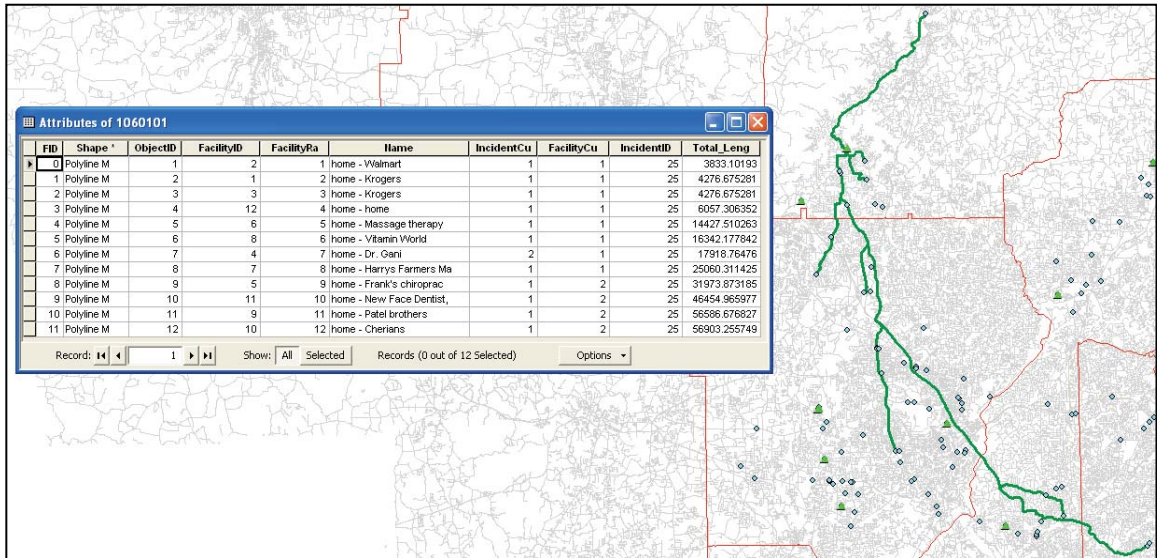 Attributes of 1060101
FID Shape * ObjectID FacilityID FacilityRa Name IncidentCu FacilityCu IncidentID Total_Leng
0 Polyline M 1 2 1 home - Walmart 1 1 25 3833.10193
1 Polyline M 2 1 2 home - Krogers 1 1 25 4276.675281
2 Polyline M 3 3 3 home - Krogers 1 1 25 4276.675281
3 Polyline M 4 12 4 home - home 1 1 25 6057.306352
4 Polyline M 5 6 5 home - Massage therapy 1 1 25 14427.510263
5 Polyline M 6 8 6 home - Vitamin World 1 1 25 16342.177842
6 Polyline M 7 4 7 home - Dr. Gani 2 1 25 17918.76476
7 Polyline M 8 7 8 home - Harrys Farmers Ma 1 1 25 25060.311425
8 Polyline M 9 5 9 home - Frank's chiroprac 1 2 25 31973.873185
9 Polyline M 10 11 10 home - New Face Dentist, 1 2 25 46454.965977
10 Polyline M 11 9 11 home - Patel brothers 1 2 25 56586.676827
11 Polyline M 12 10 12 home - Cherians 1 2 25 56903.255749
Record: 1 Show: All Selected Records (0 out of 12 Selected) Options